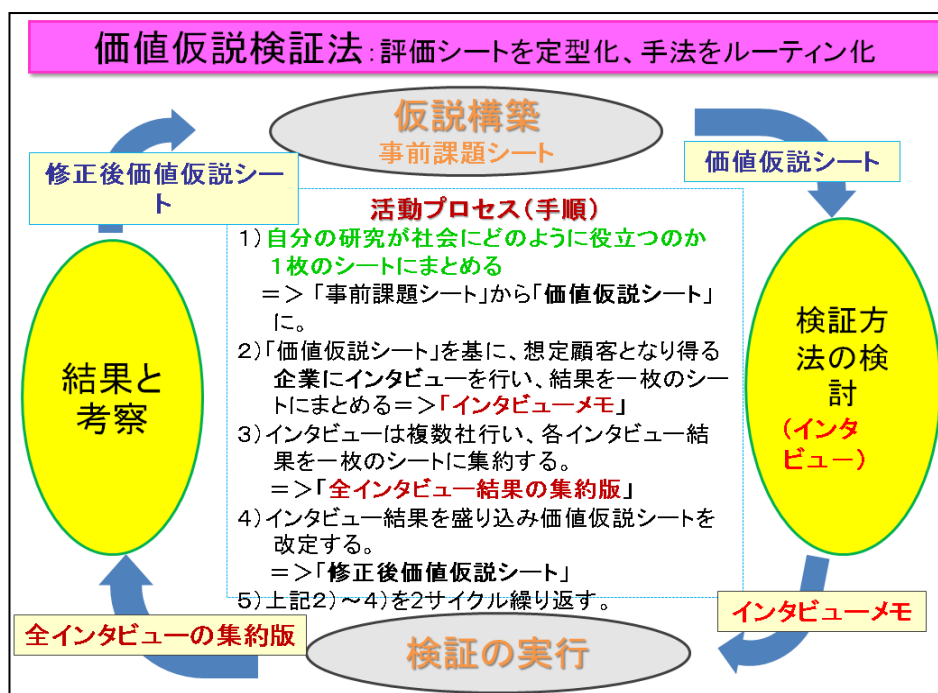 価値仮説検証法:評価シートを定型化、手法をルーティン化
仮説構築
事前課題シート
価値仮説シート
修正後価値仮説シー
ト
活動プロセス(手順)
1)自分の研究が社会にどのように役立つのか
1枚のシートにまとめる
=>「事前課題シート」から「価値仮説シート」
に。
2)「価値仮説シート」を基に、想定顧客となり得る
企業にインタビューを行い、結果を一枚のシー
トにまとめる=>「インタビューメモ」
3)インタビューは複数社行い、各インタビュー結
果を一枚のシートに集約する。
=>「全インタビュー結果の集約版」
4)インタビュー結果を盛り込み価値仮説シートを
改定する。
=>「修正後価値仮説シート」
5)上記2)~4)を2サイクル繰り返す。
検証方
法の検
討
(インタ
ビュー)
結果と
考察
インタビューメモ
全インタビューの集約版
検証の実行